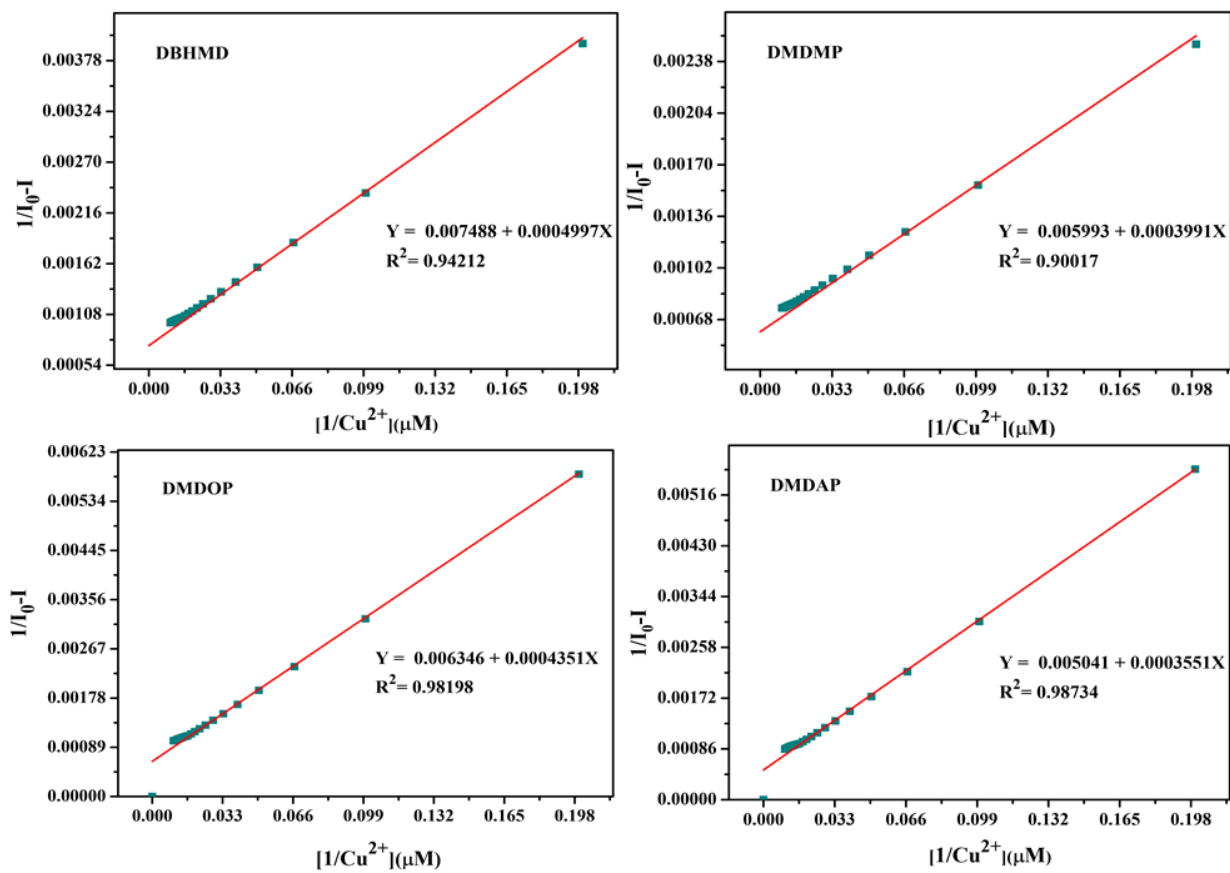 DBHMD
0.00378
0.00324
0.00270
0.00216
0.00162
0.00108
0.00054
1/I0-I
Y = 0.007488 + 0.0004997X
R2= 0.94212
0.000 0.033 0.066 0.099 0.132 0.165 0.198
[1/Cu2+](μM)
DMDMP
0.00238
0.00204
0.00170
0.00136
0.00102
0.00068
1/I0-I
Y = 0.005993 + 0.0003991X
R2= 0.90017
0.000 0.033 0.066 0.099 0.132 0.165 0.198
[1/Cu2+](μM)
DMDOP
0.00623
0.00534
0.00445
0.00356
0.00267
0.00178
0.00089
0.00000
1/I0-I
Y = 0.006346 + 0.0004351X
R2= 0.98198
0.000 0.033 0.066 0.099 0.132 0.165 0.198
[1/Cu2+](μM)
DMDAP
0.00516
0.00430
0.00344
0.00258
0.00172
0.00086
0.00000
1/I0-I
Y = 0.005041 + 0.0003551X
R2= 0.98734
0.000 0.033 0.066 0.099 0.132 0.165 0.198
[1/Cu2+](μM)